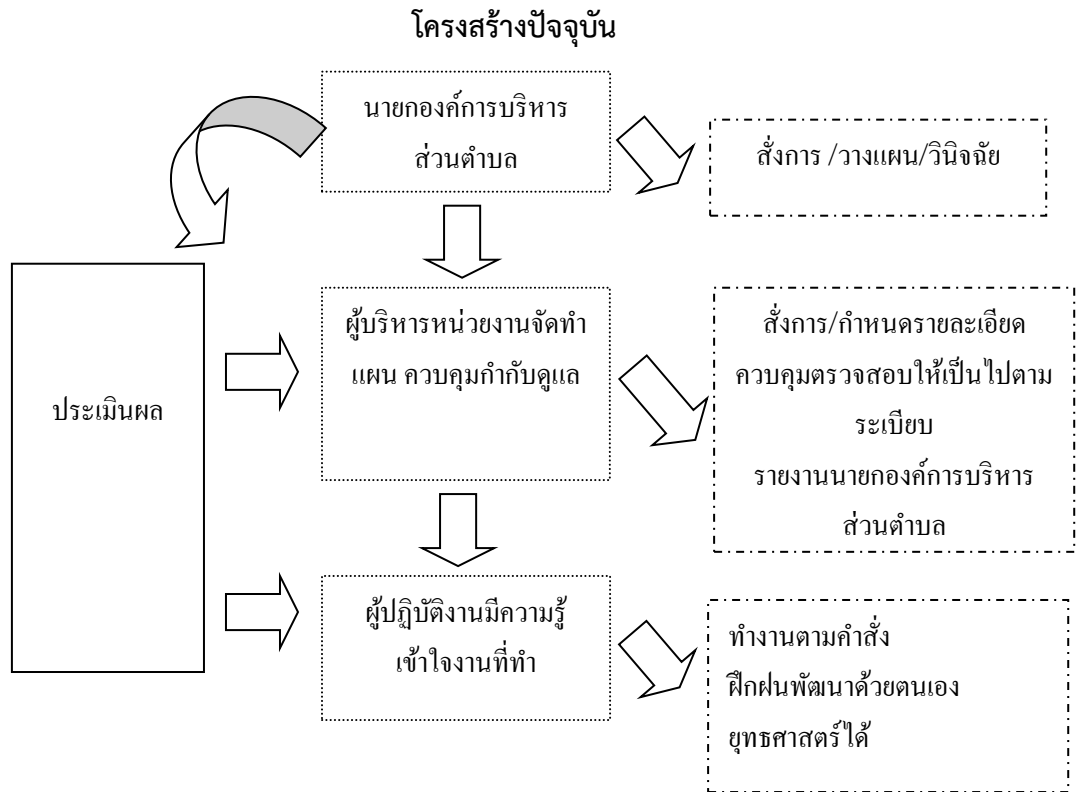 โครงสร้างปัจจุบัน
นายกองค์การบริหาร
ส่วนตำบล
สั่งการ /วางแผน/วินิจฉัย
ประเมินผล
ผู้บริหารหน่วยงานจัดทำ
แผน ควบคุมกำกับดูแล
สั่งการ/กำหนดรายละเอียด
ควบคุมตรวจสอบให้เป็นไปตาม
ระเบียบ
รายงานนายกองค์การบริหาร
ส่วนตำบล
ผู้ปฏิบัติงานมีความรู้
เข้าใจงานที่ทำ
ทำงานตามคำสั่ง
ฝึกฝนพัฒนาด้วยตนเอง
ยุทธศาสตร์ได้